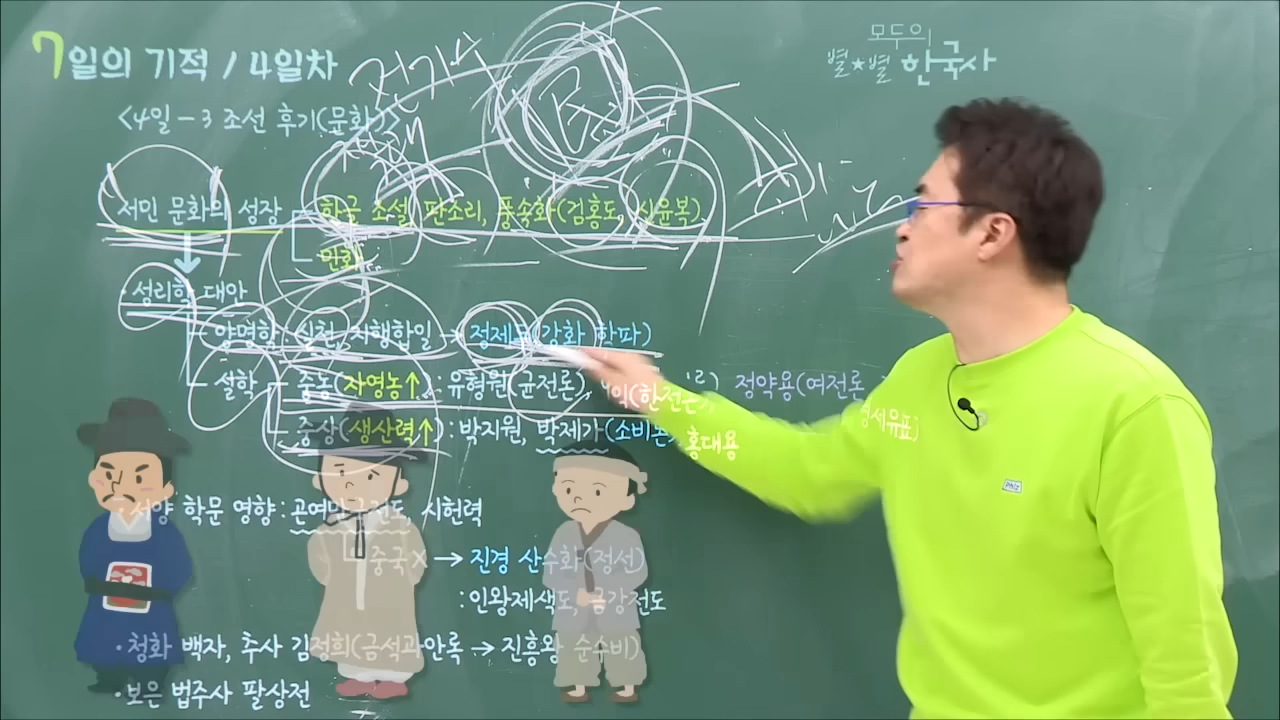 7일의 기적 / 4일차
모두의
별★별 한국사
<4일-3 조선 후기(문화)>
서민 문화의 성장 한글 소설, 판소리, 풍속화(김홍도, 신윤복)
민화
·성리학 대안
양명학 : 실천, 지행합일 → 정제두(강화 학파)
실학 중농(자영농↑) : 유형원(균전론), 이익(한전론) 정약용(여전론
경세유표)
중상(생산력↑) : 박지원, 박제가(소비론) 홍대용
서양 학문 영향 : 곤여만국전도, 시헌력
중국X → 진경 산수화(정선)
: 인왕제색도, 금강전도
·청화 백자, 추사 김정희(금석과안록 → 진흥왕 순수비)
·보은 법주사 팔상전